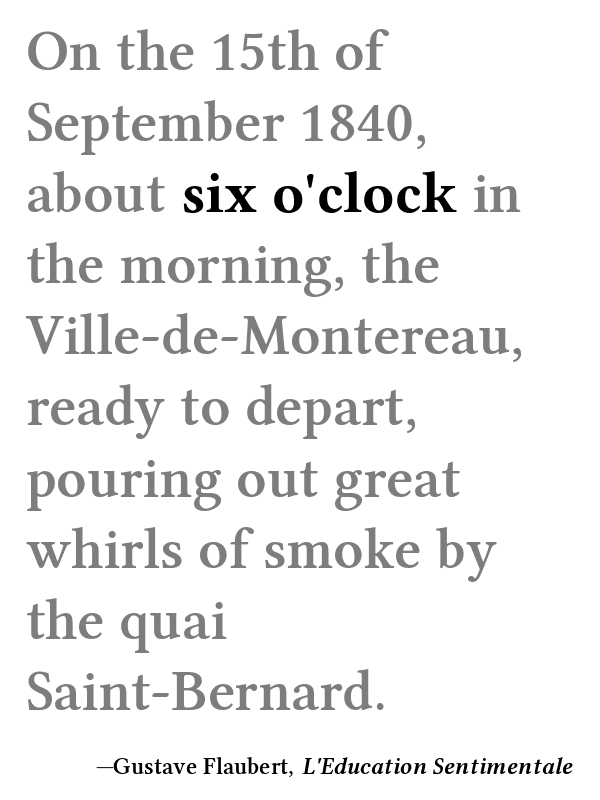 On the 15th of
September 1840,
about six o'clock in
the morning, the
Ville-de-Montereau,
ready to depart,
pouring out great
whirls of smoke by
the quai
Saint-Bernard.
—Gustave Flaubert, L'Education Sentimentale